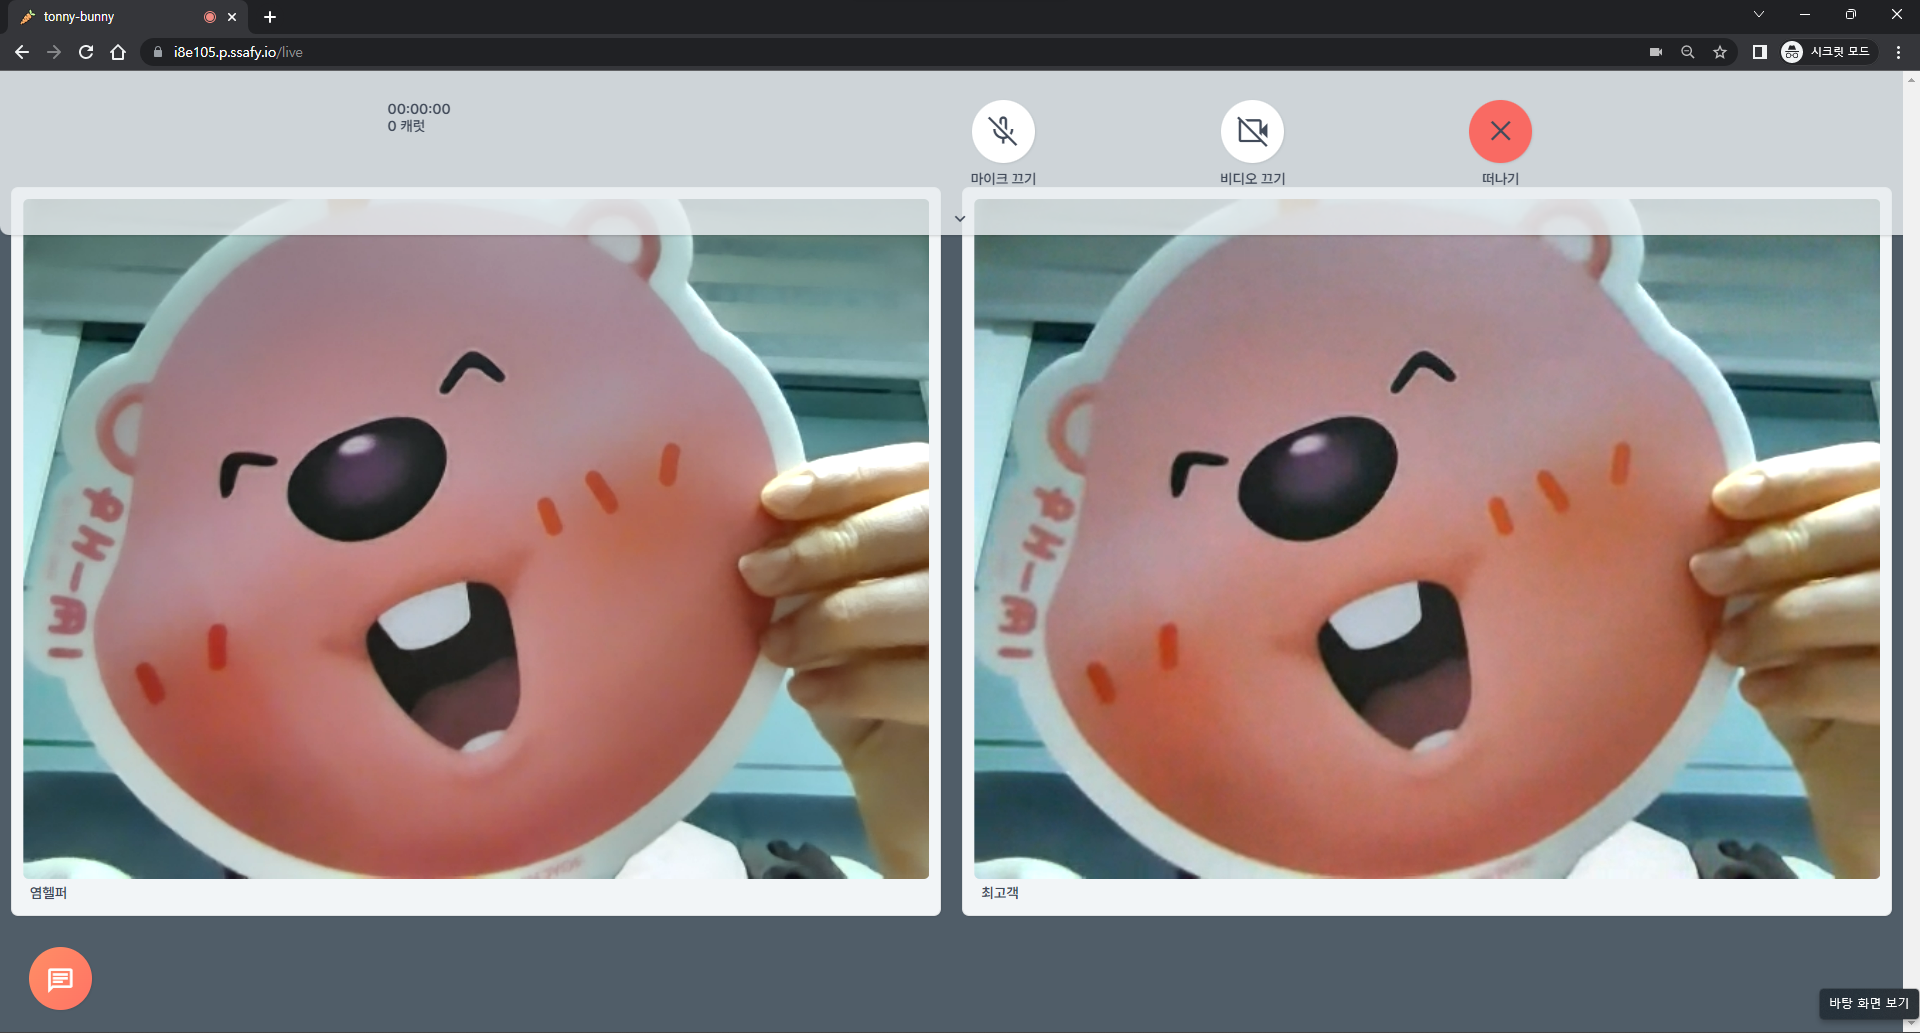 tonny-bunny
i8e105.p.ssafy.io/live
시크릿 모드
00:00:00
0 캐럿
마이크 끄기
비디오 끄기
떠나기
염헬퍼
최고객
바탕 화면 보기